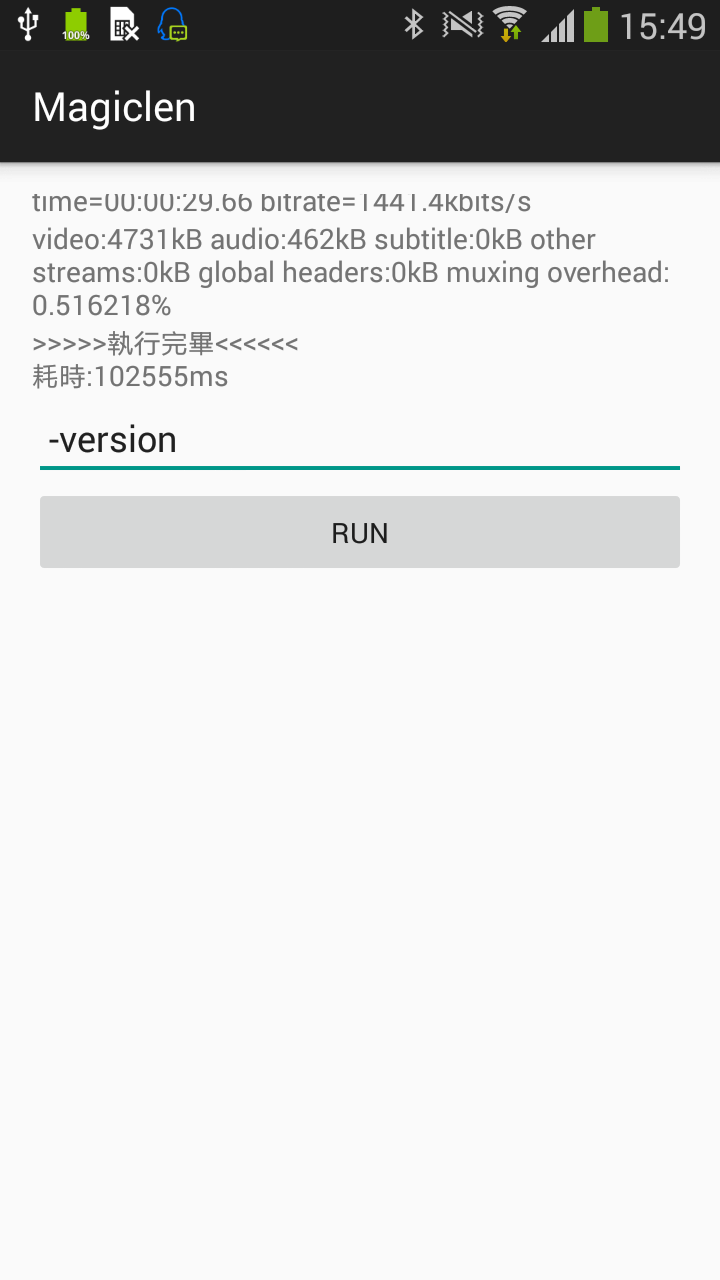 100%
15:49
Magiclen
time=00:00:29.66 bitrate=1441.4kbits/s
video:4731kB audio:462kB subtitle:0kB other
streams:0kB global headers:0kB muxing overhead:
0.516218%
>>>>>執行完畢<<<<<<
耗時:102555ms
-version
RUN